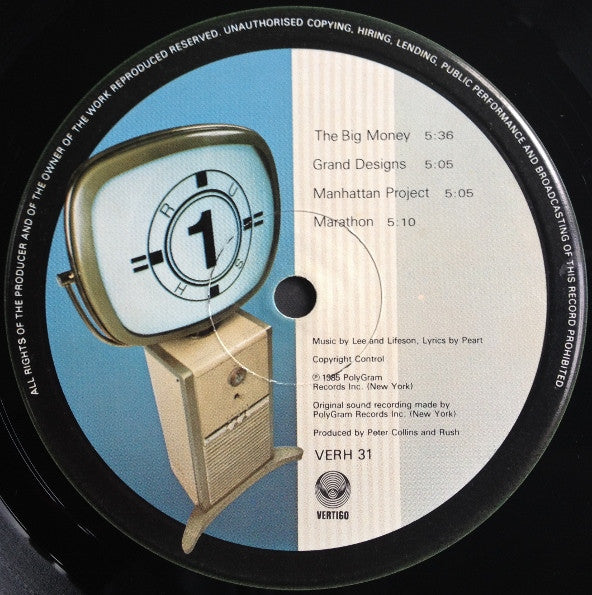 ALL RIGHTS OF THE PRODUCER AND OF THE OWNER OF THE WORK REPRODUCED RESERVED. UNAUTHORISED COPYING, HIRING, LENDING, PUBLIC PERFORMANCE AND BROADCASTING OF THIS RECORD PROHIBITED
R U
1
H S
The Big Money 5:36
Grand Designs 5:05
Manhattan Project 5:05
Marathon 5:10
Music by Lee and Lifeson, Lyrics by Peart
Copyright Control
℗ 1985 PolyGram
Records Inc. (New York)
Original sound recording made by
PolyGram Records Inc. (New York)
Produced by Peter Collins and Rush
VERH 31
VERTIGO